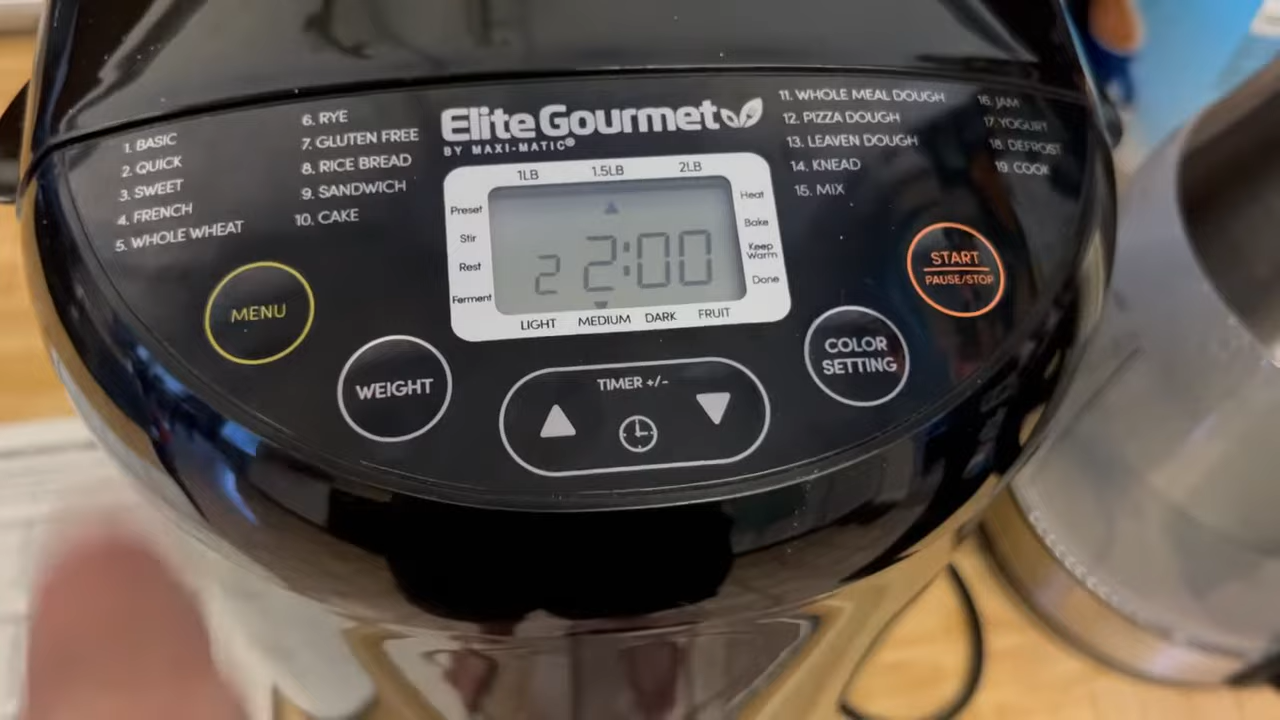 1. BASIC
2. QUICK
3. SWEET
4. FRENCH
5. WHOLE WHEAT
6. RYE
7. GLUTEN FREE
8. RICE BREAD
9. SANDWICH
10. CAKE
EliteGourmet
BY MAXI-MATIC®
11. WHOLE MEAL DOUGH
12. PIZZA DOUGH
13. LEAVEN DOUGH
14. KNEAD
15. MIX
16. JAM
17. YOGURT
18. DEFROST
19. COOK
1LB 1.5LB 2LB
Preset
Stir
Rest
Ferment
2 2:00
Heat
Bake
Keep
Warm
Done
LIGHT MEDIUM DARK FRUIT
MENU
WEIGHT
TIMER +/-
COLOR
SETTING
START
PAUSE/STOP